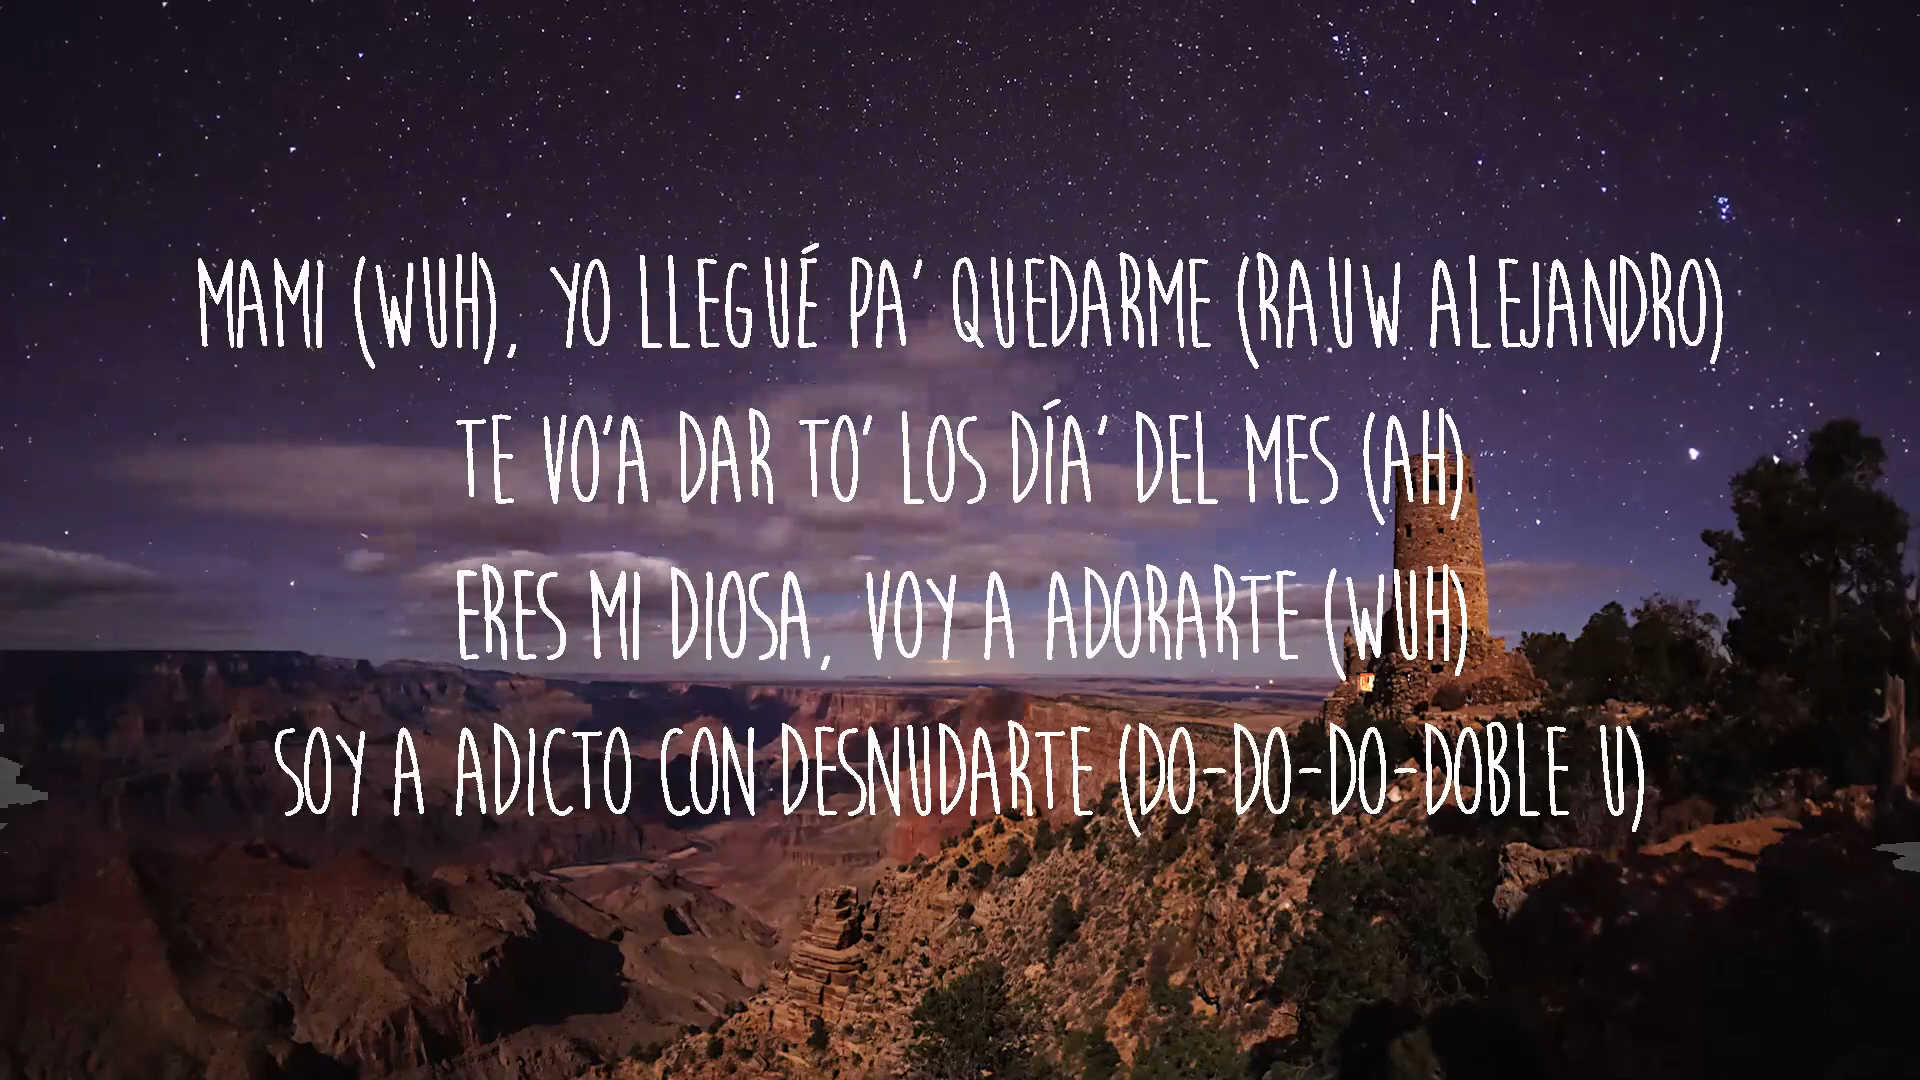 MAMI (WUH), YO LLEGUÉ PA' QUEDARME (RAUW ALEJANDRO)
TE VO'A DAR TO' LOS DÍA' DEL MES (AH)
ERES MI DIOSA, VOY A ADORARTE (WUH)
SOY A ADICTO CON DESNUDARTE (DO-DO-DO-DOBLE U)